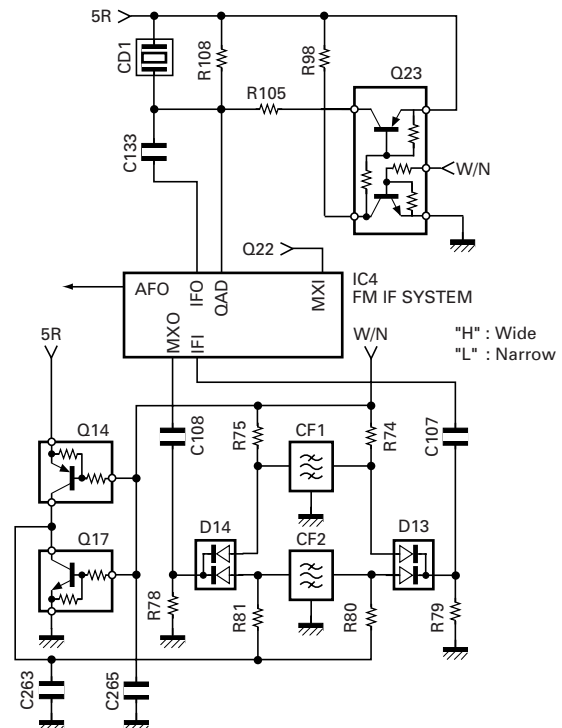 5R
CD1
R108
R98
Q23
R105
C133
W/N
Q22
IC4
FM IF SYSTEM
AFO
IFO
QAD
MXI
MXO
IFI
5R
W/N
"H" : Wide
"L" : Narrow
Q14
C108
R75
CF1
R74
C107
Q17
D14
CF2
D13
R78
R81
R80
R79
C263
C265